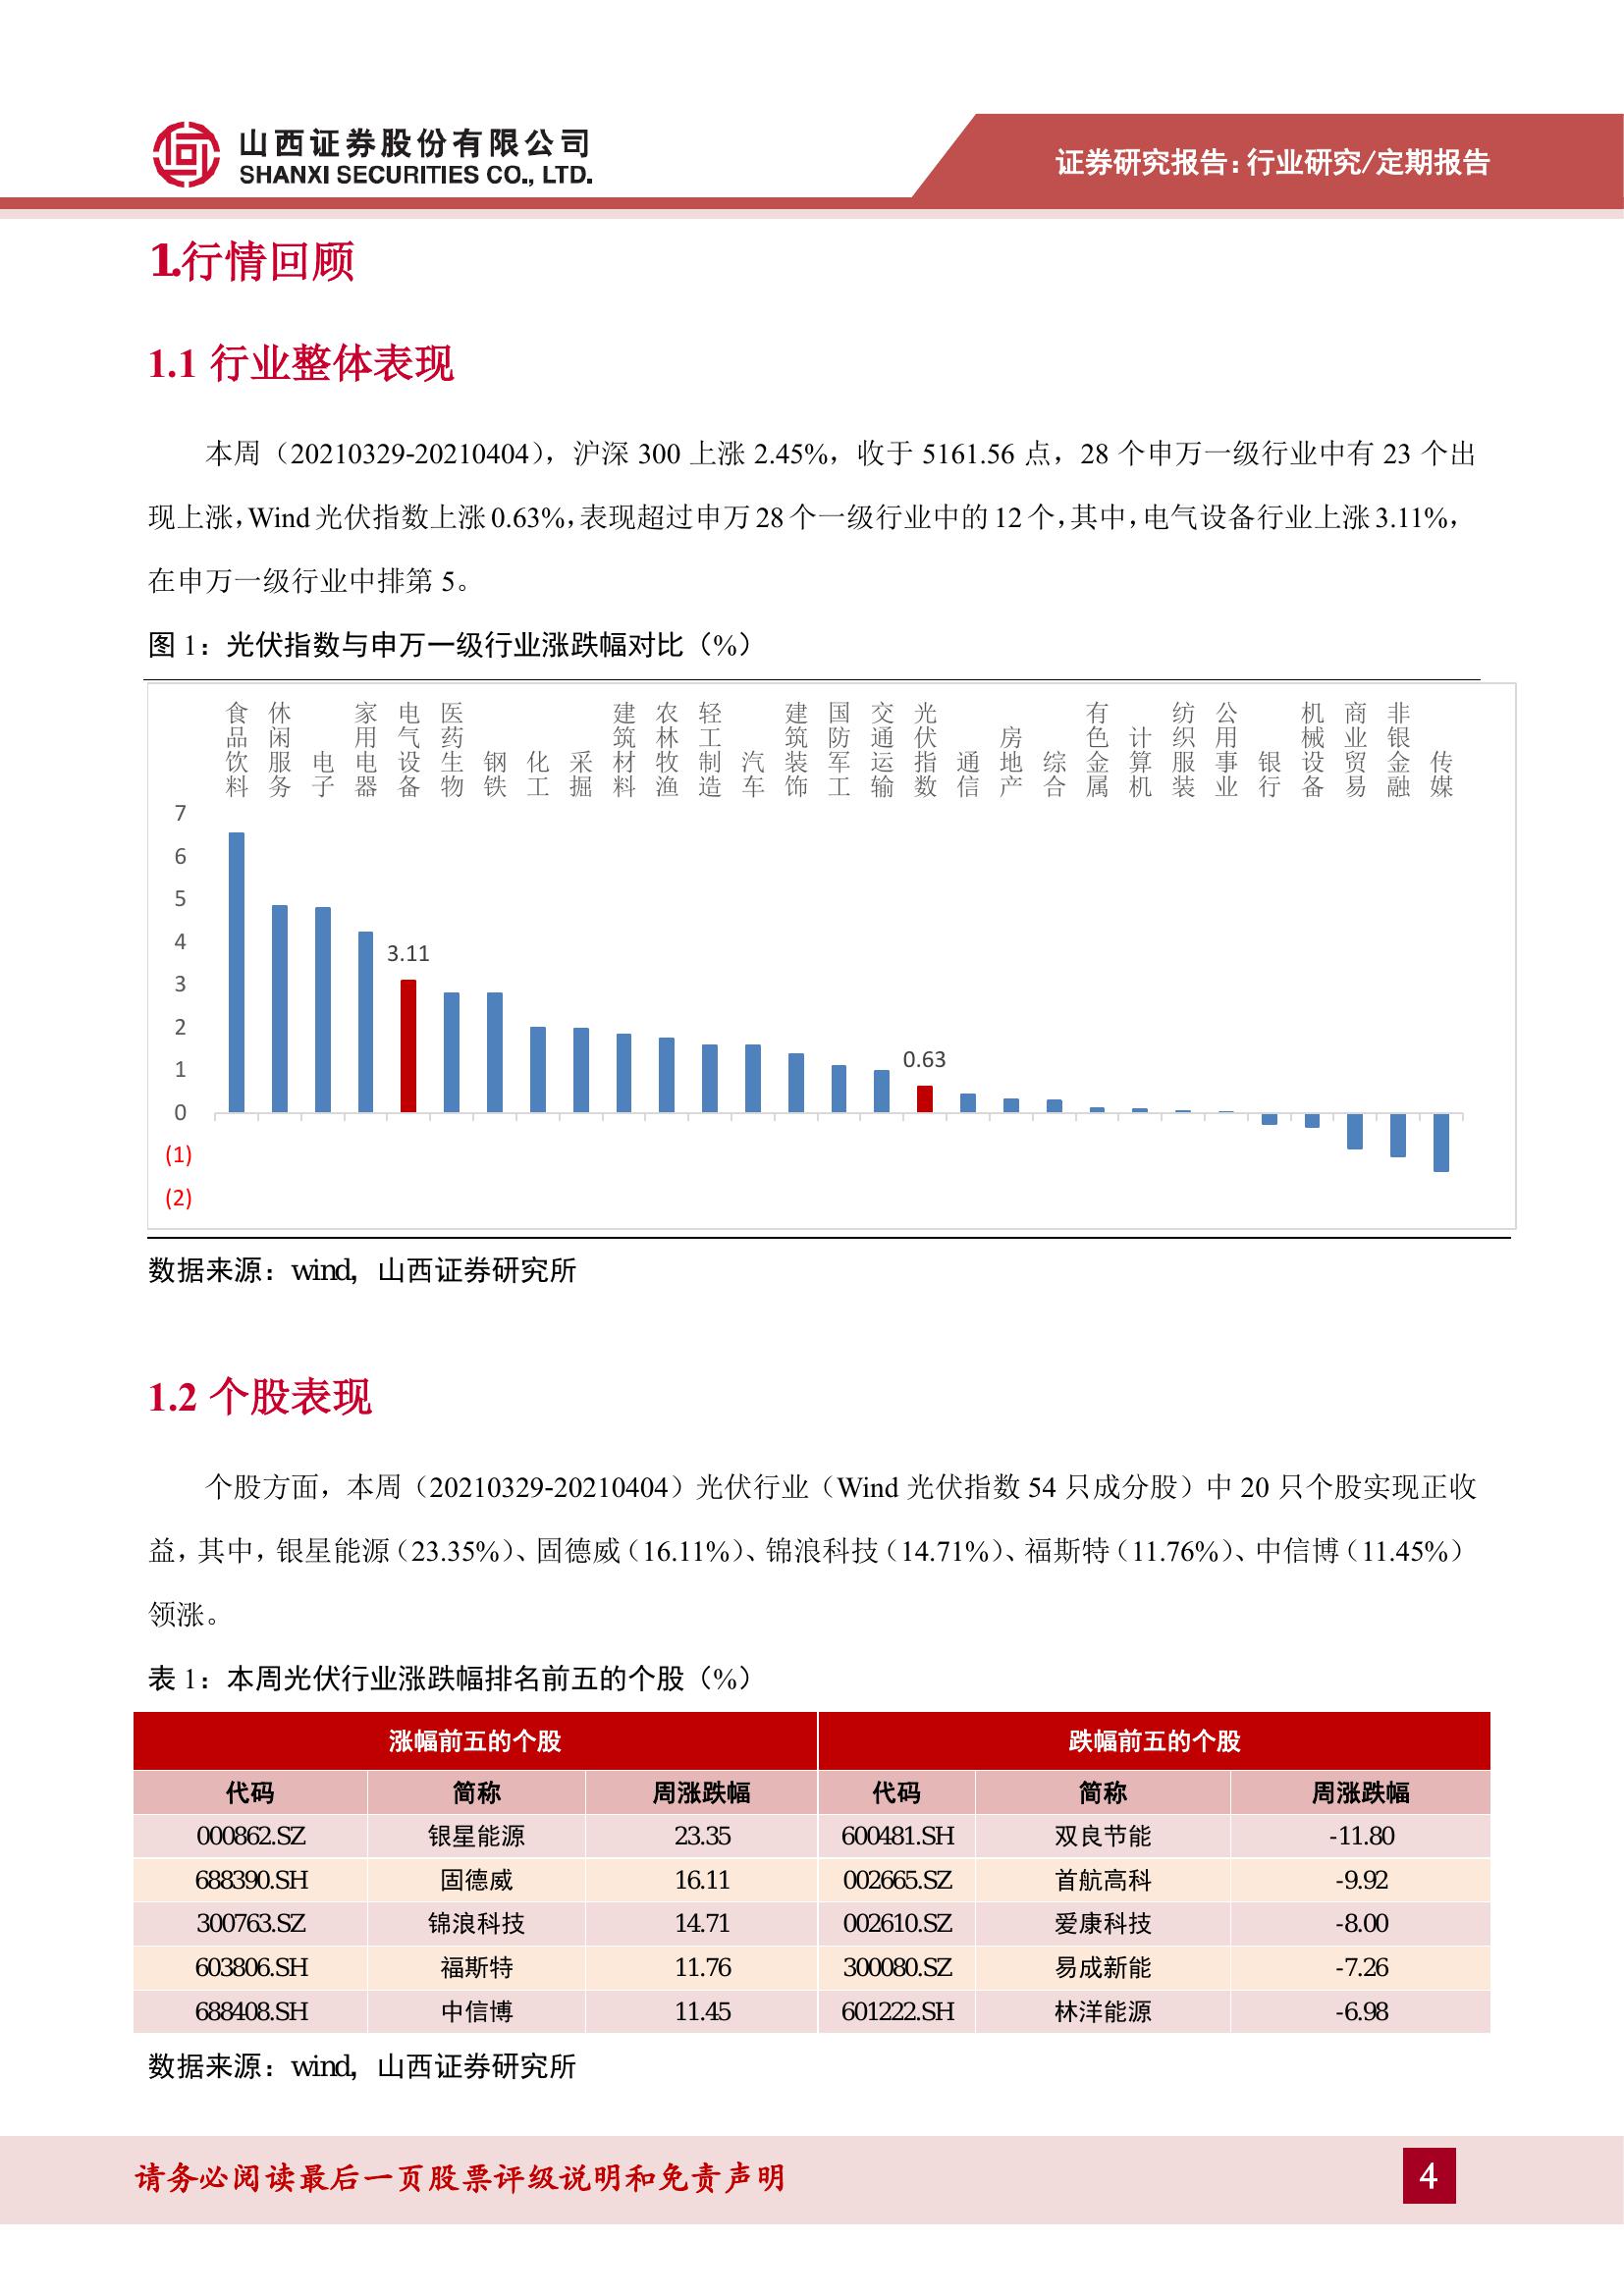 山西证券股份有限公司
SHANXI SECURITIES CO., LTD.
证券研究报告：行业研究/定期报告
1.行情回顾
1.1 行业整体表现
本周（20210329-20210404），沪深 300 上涨 2.45%，收于 5161.56 点，28 个申万一级行业中有 23 个出
现上涨，Wind 光伏指数上涨 0.63%，表现超过申万 28 个一级行业中的 12 个，其中，电气设备行业上涨 3.11%，
在申万一级行业中排第 5。
图 1：光伏指数与申万一级行业涨跌幅对比（%）
食品饮料 休闲服务 电子 家用电器 电气设备 医药生物 钢铁 化工 采掘 建筑材料 农林牧渔 轻工制造 汽车 建筑装饰 国防军工 交通运输 光伏指数 通信 房地产 综合 有色金属 计算机 纺织服装 公用事业 银行 机械设备 商业贸易 非银金融 传媒
7
6
5
4
3.11
3
2
1
0.63
0
(1)
(2)
数据来源：wind，山西证券研究所
1.2 个股表现
个股方面，本周（20210329-20210404）光伏行业（Wind 光伏指数 54 只成分股）中 20 只个股实现正收
益，其中，银星能源（23.35%）、固德威（16.11%）、锦浪科技（14.71%）、福斯特（11.76%）、中信博（11.45%）
领涨。
表 1：本周光伏行业涨跌幅排名前五的个股（%）
涨幅前五的个股 跌幅前五的个股
代码 简称 周涨跌幅 代码 简称 周涨跌幅
000862.SZ 银星能源 23.35 600481.SH 双良节能 -11.80
688390.SH 固德威 16.11 002665.SZ 首航高科 -9.92
300763.SZ 锦浪科技 14.71 002610.SZ 爱康科技 -8.00
603806.SH 福斯特 11.76 300080.SZ 易成新能 -7.26
688408.SH 中信博 11.45 601222.SH 林洋能源 -6.98
数据来源：wind，山西证券研究所
请务必阅读最后一页股票评级说明和免责声明
4